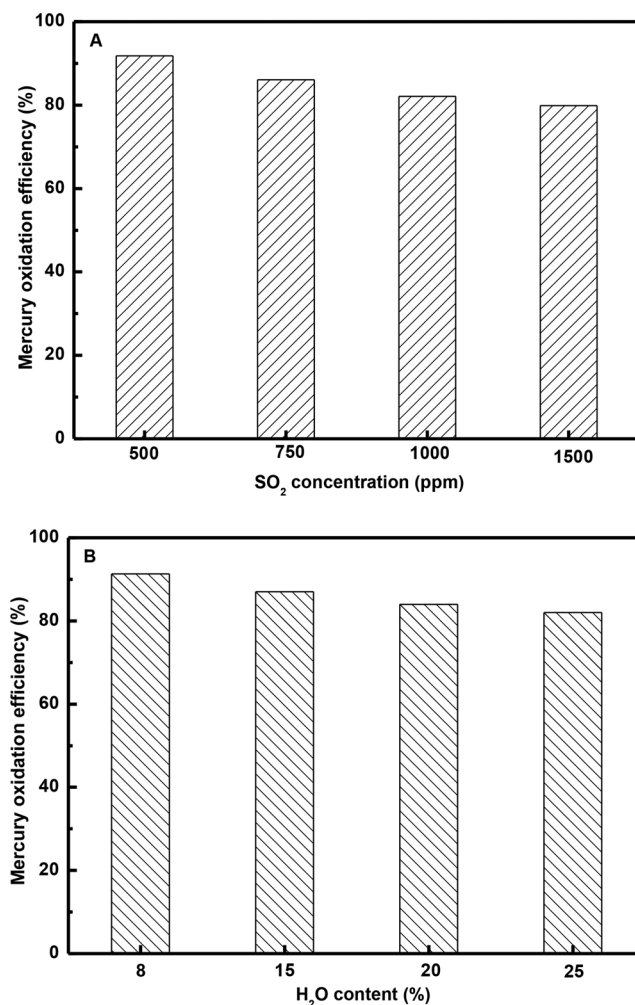 A
Mercury oxidation efficiency (%)
100
80
60
40
20
0
500 750 1000 1500
SO₂ concentration (ppm)
B
Mercury oxidation efficiency (%)
100
80
60
40
20
0
8 15 20 25
H₂O content (%)